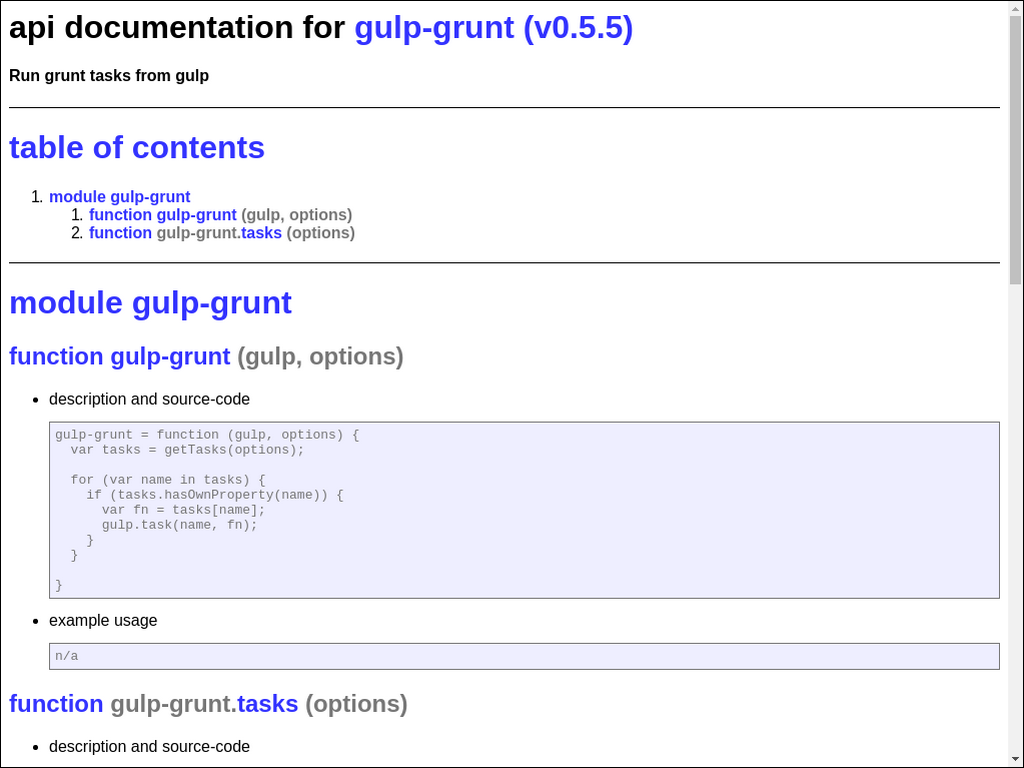 api documentation for gulp-grunt (v0.5.5)
Run grunt tasks from gulp
table of contents
1. module gulp-grunt
1. function gulp-grunt (gulp, options)
2. function gulp-grunt.tasks (options)
module gulp-grunt
function gulp-grunt (gulp, options)
• description and source-code
gulp-grunt = function (gulp, options) {
  var tasks = getTasks(options);
  for (var name in tasks) {
    if (tasks.hasOwnProperty(name)) {
      var fn = tasks[name];
      gulp.task(name, fn);
    }
  }
}
• example usage
n/a
function gulp-grunt.tasks (options)
• description and source-code